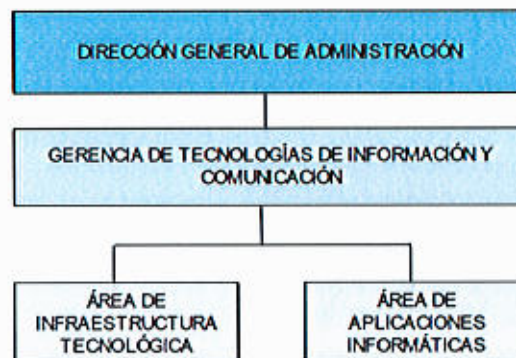 DIRECCIÓN GENERAL DE ADMINISTRACIÓN
GERENCIA DE TECNOLOGÍAS DE INFORMACIÓN Y
COMUNICACIÓN
ÁREA DE
INFRAESTRUCTURA
TECNOLÓGICA
ÁREA DE
APLICACIONES
INFORMÁTICAS